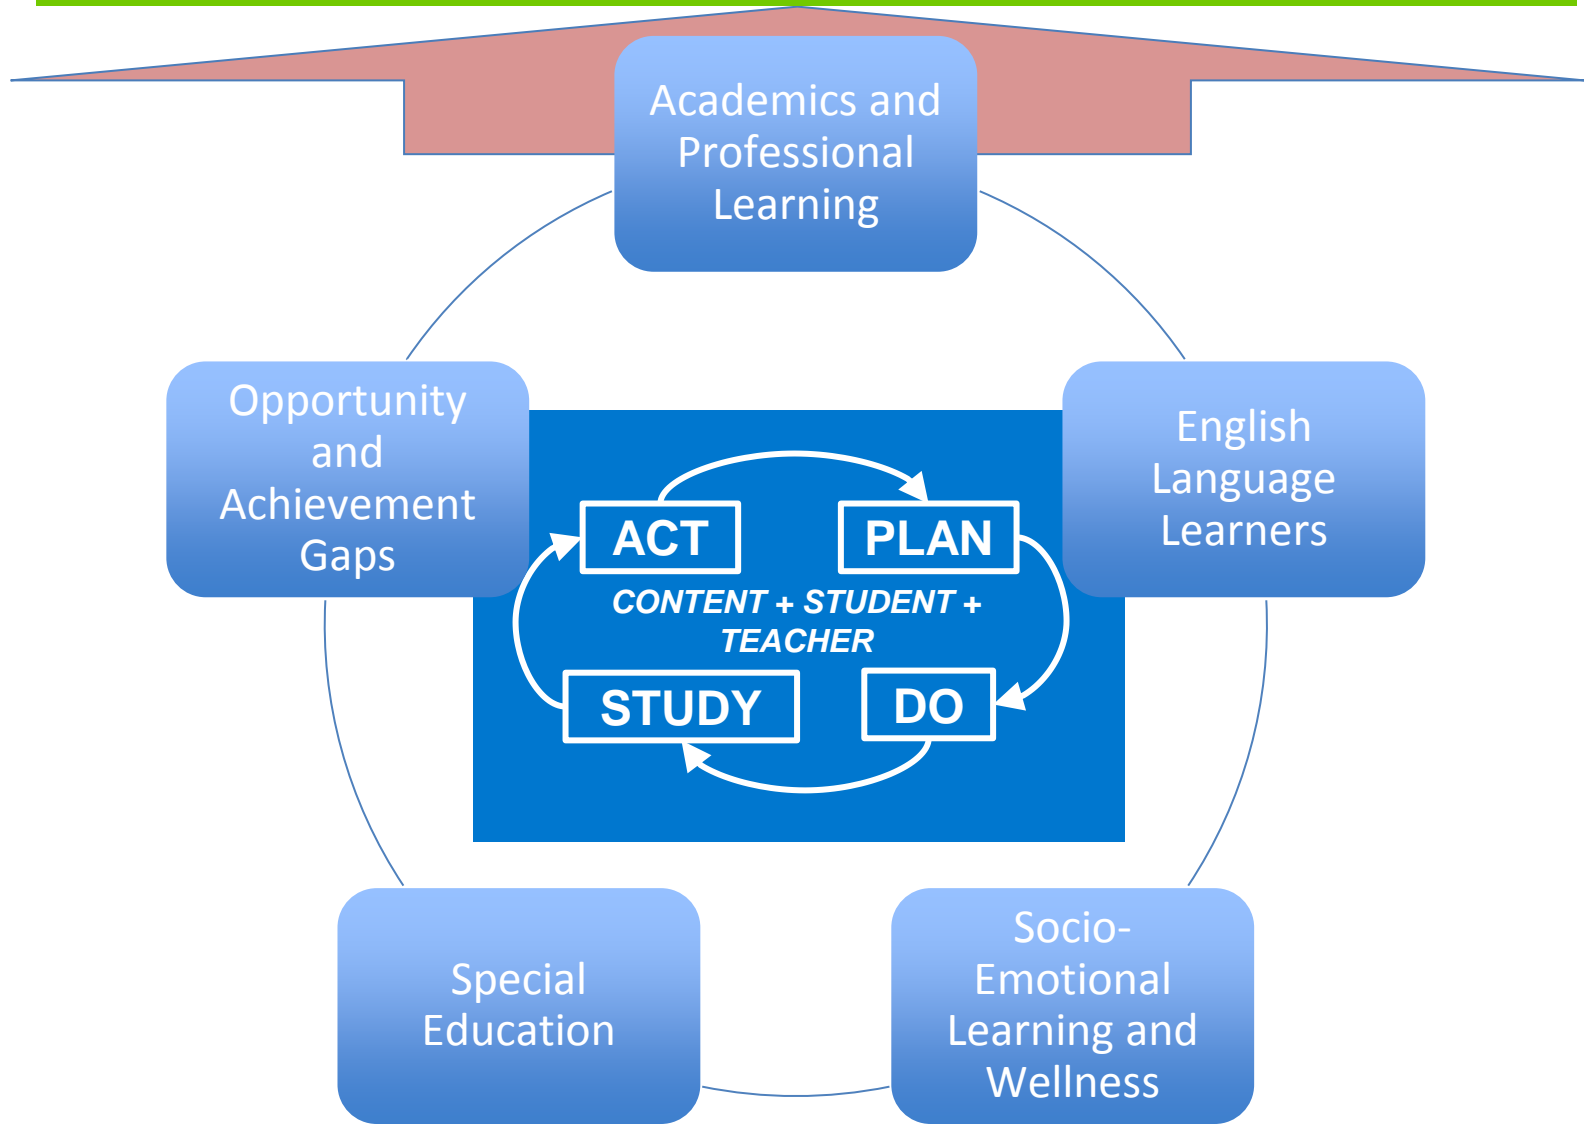 Academics and
Professional
Learning
Opportunity
and
Achievement
Gaps
English
Language
Learners
ACT
PLAN
CONTENT + STUDENT +
TEACHER
STUDY
DO
Special
Education
Socio-
Emotional
Learning and
Wellness